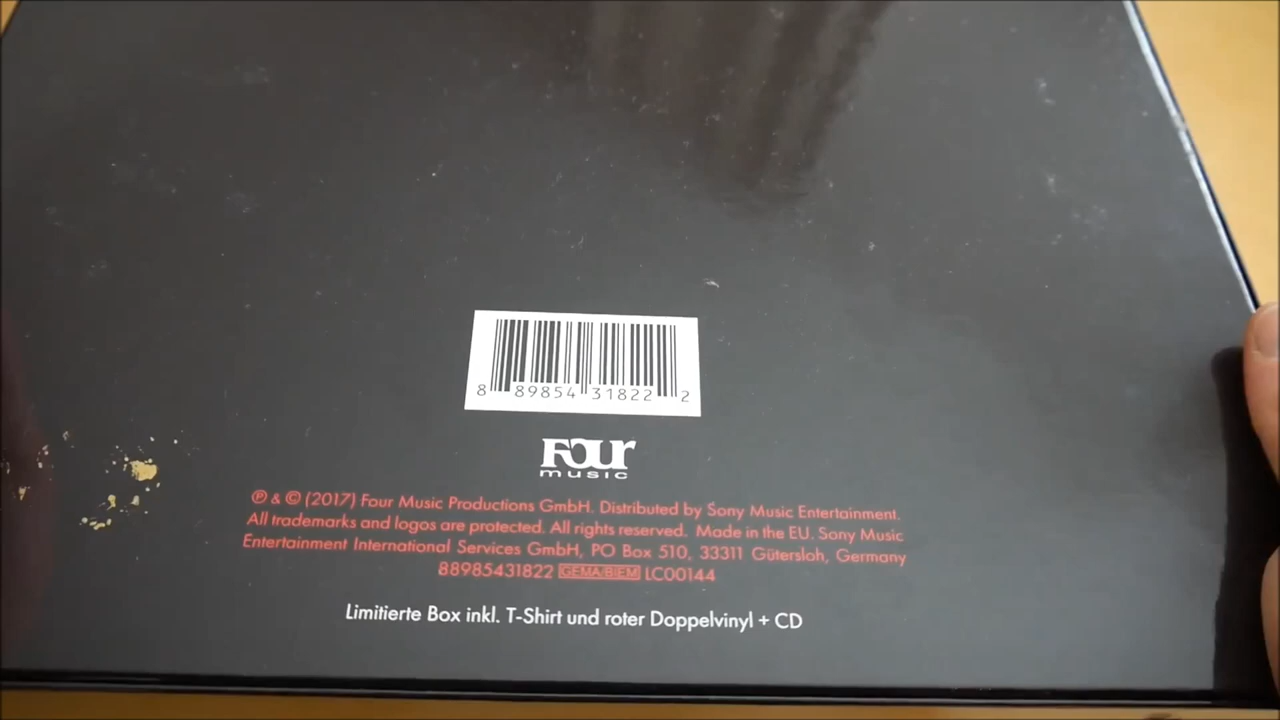 8 89854 31822 2
Four
music
℗ & © (2017) Four Music Productions GmbH. Distributed by Sony Music Entertainment.
All trademarks and logos are protected. All rights reserved. Made in the EU. Sony Music
Entertainment International Services GmbH, PO Box 510, 33311 Gütersloh, Germany
88985431822 GEMA/BIEM LC00144
Limitierte Box inkl. T-Shirt und roter Doppelvinyl + CD